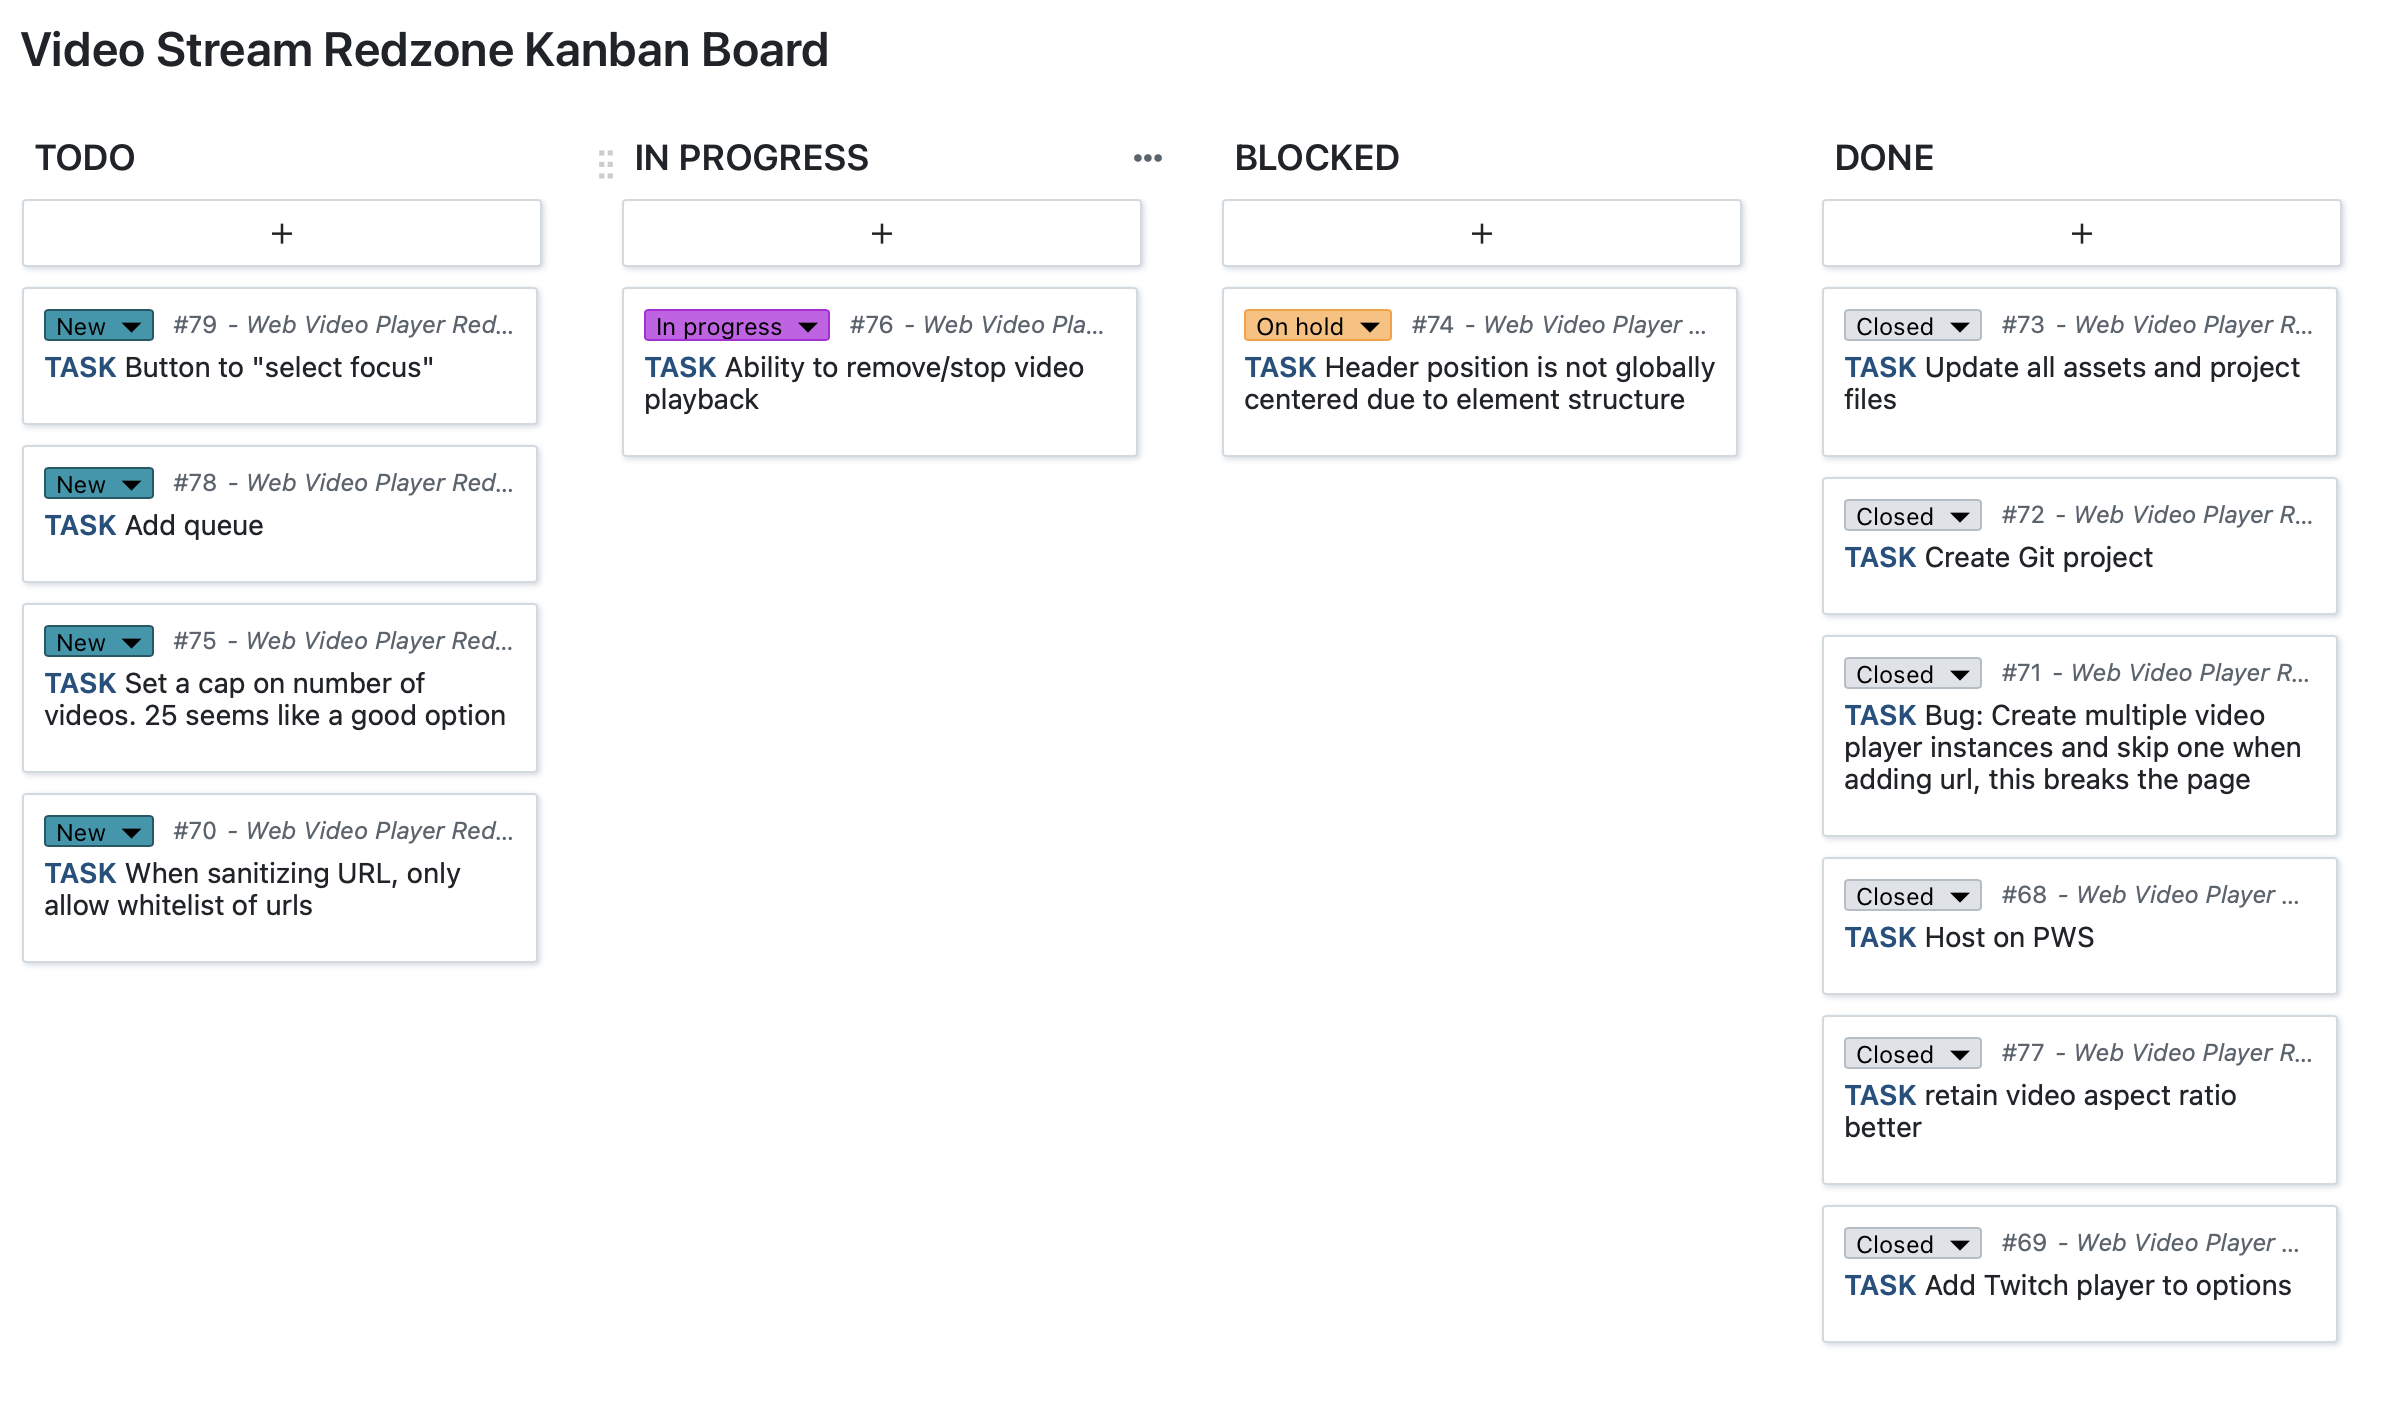 Video Stream Redzone Kanban Board
TODO
+
New #79 - Web Video Player Red...
TASK Button to "select focus"
New #78 - Web Video Player Red...
TASK Add queue
New #75 - Web Video Player Red...
TASK Set a cap on number of
videos. 25 seems like a good option
New #70 - Web Video Player Red...
TASK When sanitizing URL, only
allow whitelist of urls
IN PROGRESS
+
In progress #76 - Web Video Pla...
TASK Ability to remove/stop video
playback
BLOCKED
+
On hold #74 - Web Video Player ...
TASK Header position is not globally
centered due to element structure
DONE
+
Closed #73 - Web Video Player R...
TASK Update all assets and project
files
Closed #72 - Web Video Player R...
TASK Create Git project
Closed #71 - Web Video Player R...
TASK Bug: Create multiple video
player instances and skip one when
adding url, this breaks the page
Closed #68 - Web Video Player ...
TASK Host on PWS
Closed #77 - Web Video Player R...
TASK retain video aspect ratio
better
Closed #69 - Web Video Player ...
TASK Add Twitch player to options